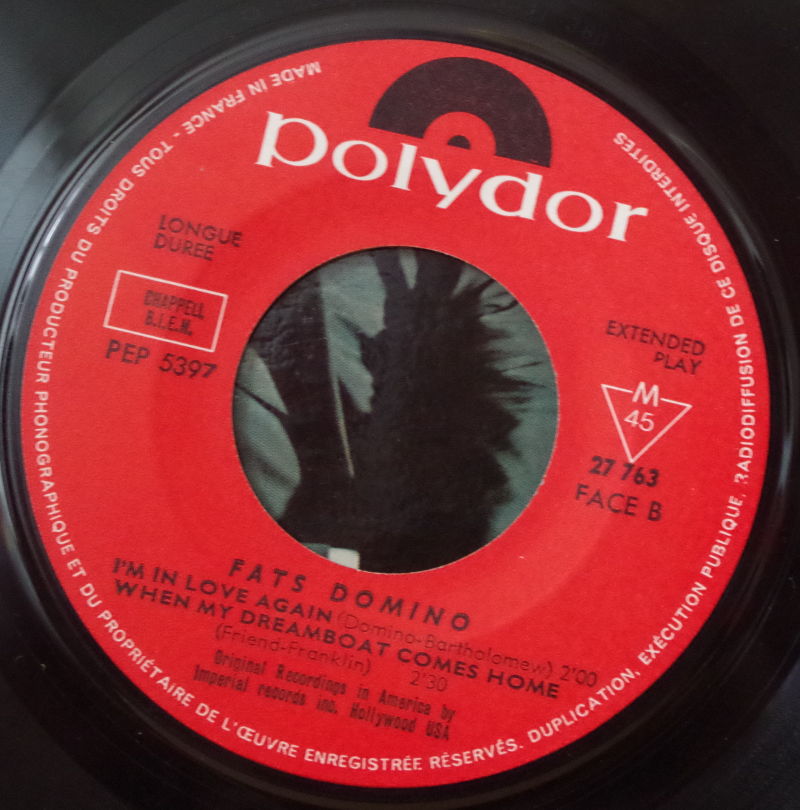 polydor
LONGUE
DUREE
CHAPPELL
B.I.E.M.
PEP 5397
EXTENDED
PLAY
M
45
27 763
FACE B
FATS DOMINO
I'M IN LOVE AGAIN (Domino-Bartholomew) 2'00
WHEN MY DREAMBOAT COMES HOME
(Friend-Franklin) 2'30
Original Recordings in America by
Imperial records inc. Hollywood USA
MADE IN FRANCE - TOUS DROITS DU PRODUCTEUR PHONOGRAPHIQUE ET DU PROPRIÉTAIRE DE L'ŒUVRE ENREGISTRÉE RÉSERVÉS. DUPLICATION, EXÉCUTION PUBLIQUE, RADIODIFFUSION DE CE DISQUE INTERDITES